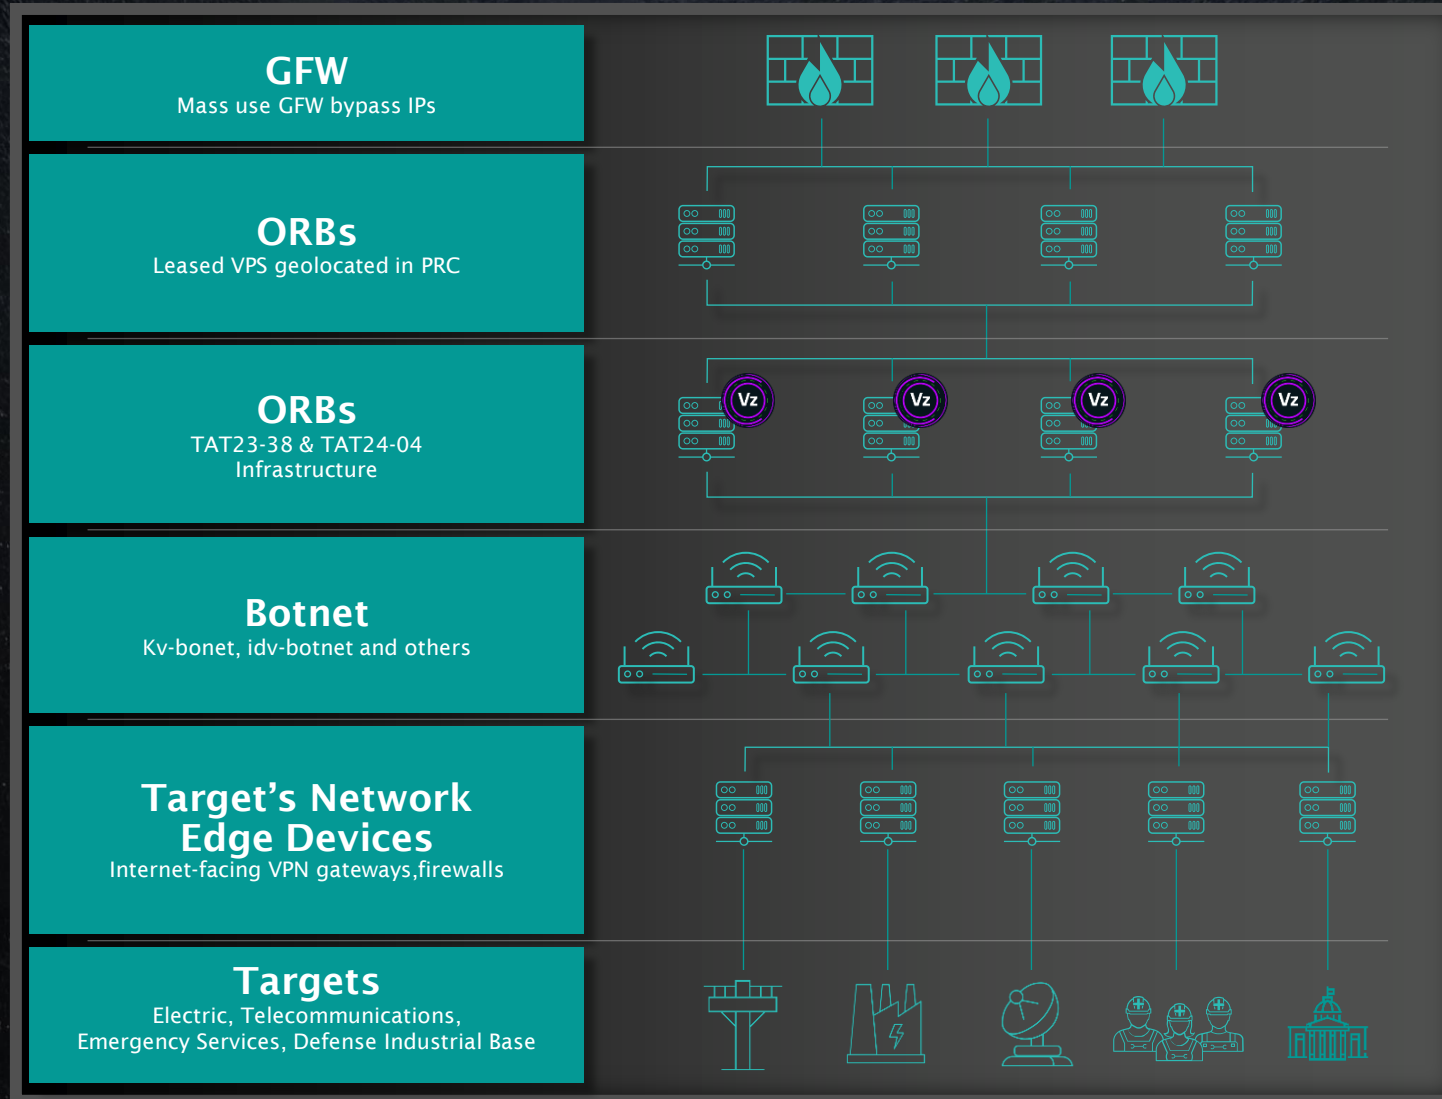 GFW
Mass use GFW bypass IPs
ORBs
Leased VPS geolocated in PRC
ORBs
TAT23-38 & TAT24-04
Infrastructure
Vz
Vz
Vz
Vz
Botnet
Kv-bonet, idv-botnet and others
Target’s Network
Edge Devices
Internet-facing VPN gateways,firewalls
Targets
Electric, Telecommunications,
Emergency Services, Defense Industrial Base